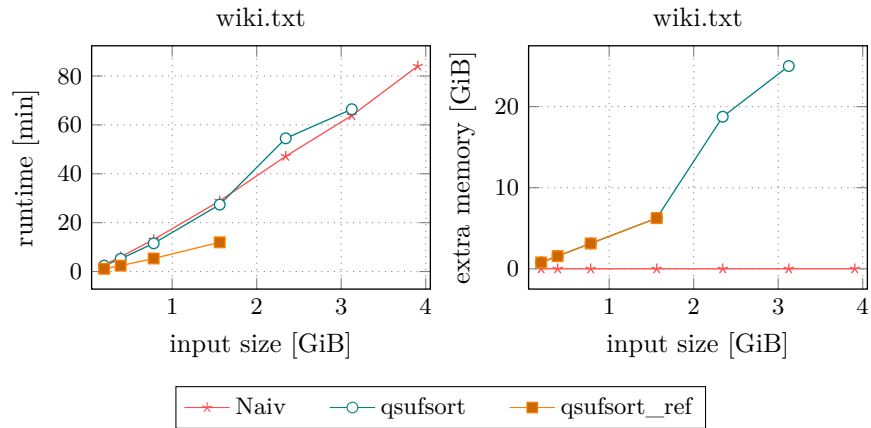 wiki.txt
runtime [min]
80
60
40
20
0
1 2 3 4
input size [GiB]
wiki.txt
extra memory [GiB]
20
10
0
1 2 3 4
input size [GiB]
Naiv qsufsort qsufsort_ref